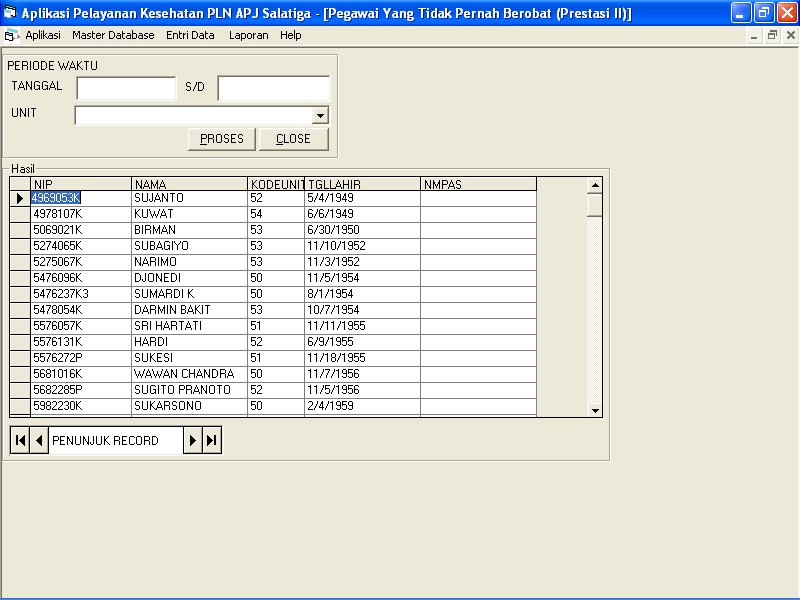 Aplikasi Pelayanan Kesehatan PLN APJ Salatiga - [Pegawai Yang Tidak Pernah Berobat (Prestasi II)]
Aplikasi Master Database Entri Data Laporan Help
PERIODE WAKTU
TANGGAL S/D
UNIT
PROSES CLOSE
Hasil
NIP NAMA KODEUNIT TGLLAHIR NMPAS
4969053K SUJANTO 52 5/4/1949
4978107K KUWAT 54 6/6/1949
5069021K BIRMAN 53 6/30/1950
5274065K SUBAGIYO 53 11/10/1952
5275067K NARIMO 53 11/3/1952
5476096K DJONEDI 50 11/5/1954
5476237K3 SUMARDI K 50 8/1/1954
5478054K DARMIN BAKIT 53 10/7/1954
5576057K SRI HARTATI 51 11/11/1955
5576131K HARDI 52 6/9/1955
5576272P SUKESI 51 11/18/1955
5681016K WAWAN CHANDRA 50 11/7/1956
5682285P SUGITO PRANOTO 52 11/5/1956
5982230K SUKARSONO 50 2/4/1959
PENUNJUK RECORD